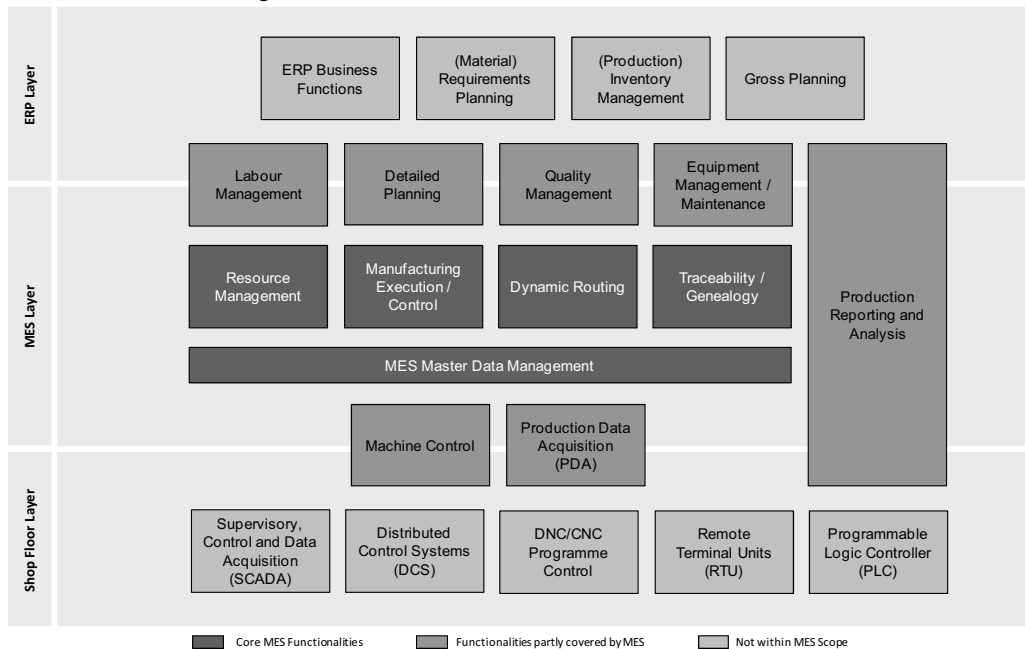 ERP Layer
ERP Business
Functions
(Material)
Requirements
Planning
(Production)
Inventory
Management
Gross Planning
Labour
Management
Detailed
Planning
Quality
Management
Equipment
Management /
Maintenance
MES Layer
Resource
Management
Manufacturing
Execution /
Control
Dynamic Routing
Traceability /
Genealogy
Production
Reporting and
Analysis
MES Master Data Management
Machine Control
Production Data
Acquisition
(PDA)
Shop Floor Layer
Supervisory,
Control and Data
Acquisition
(SCADA)
Distributed
Control Systems
(DCS)
DNC/CNC
Programme
Control
Remote
Terminal Units
(RTU)
Programmable
Logic Controller
(PLC)
Core MES Functionalities
Functionalities partly covered by MES
Not within MES Scope